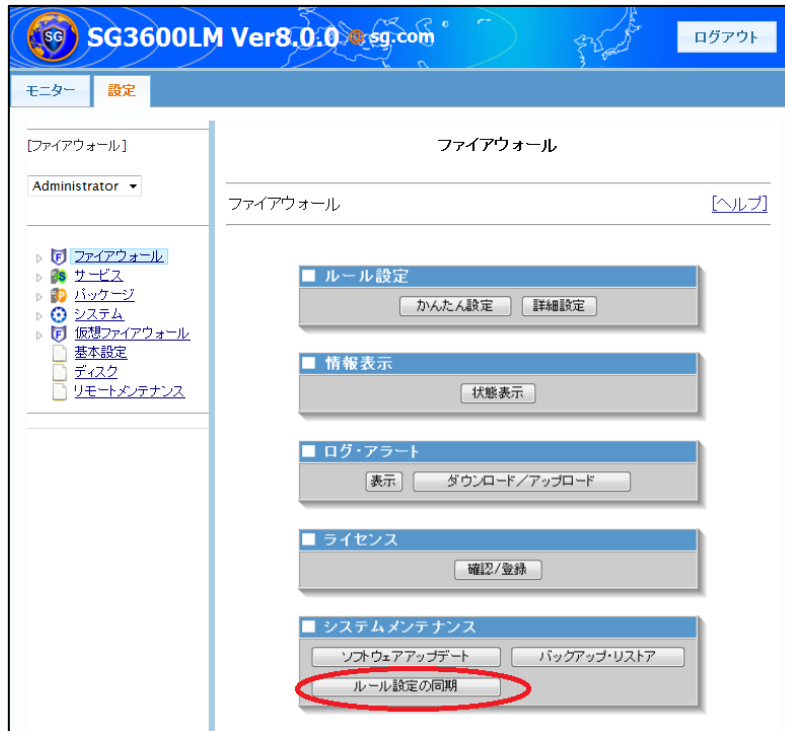 SG
SG3600LM Ver8.0.0 @sg.com
ログアウト
モニター 設定
[ファイアウォール]
Administrator
ファイアウォール
サービス
パッケージ
システム
仮想ファイアウォール
基本設定
ディスク
リモートメンテナンス
ファイアウォール
ファイアウォール [ヘルプ]
■ ルール設定
かんたん設定 詳細設定
■ 情報表示
状態表示
■ ログ・アラート
表示 ダウンロード/アップロード
■ ライセンス
確認/登録
■ システムメンテナンス
ソフトウェアアップデート バックアップ・リストア
ルール設定の同期